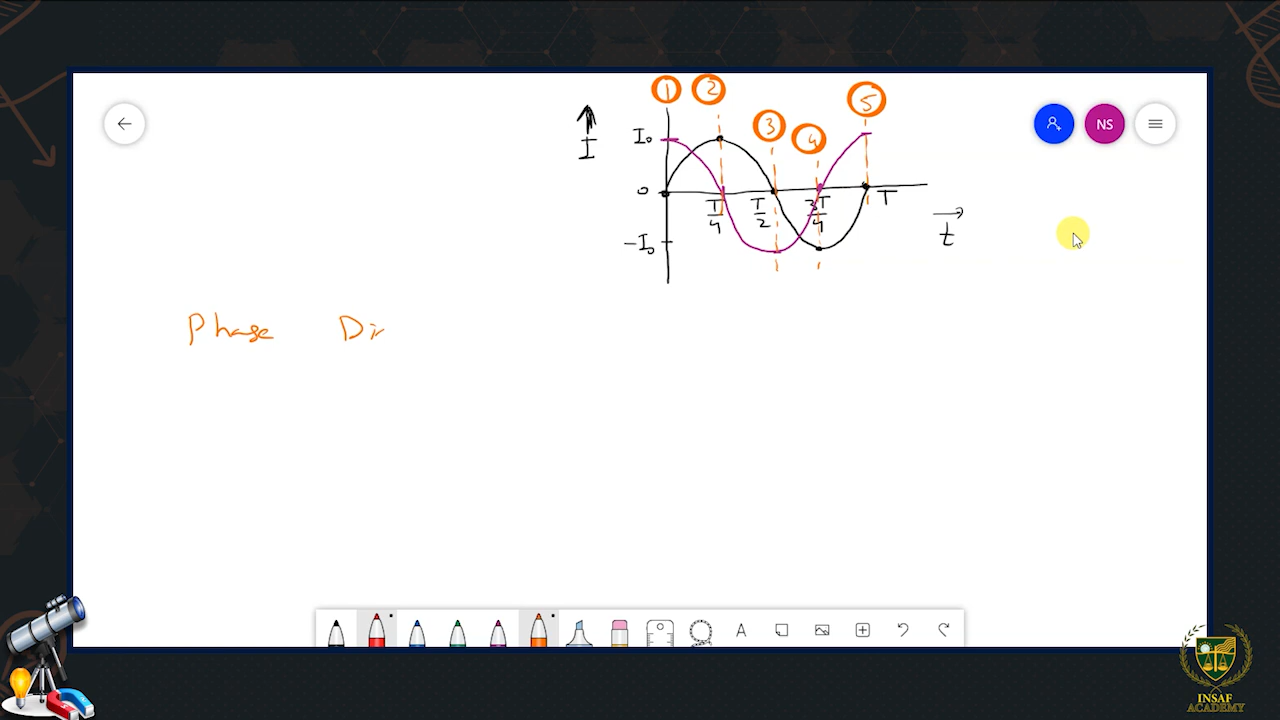 1 2 3 4 5
↑
I
I₀
0
-I₀
T/4 T/2 3T/4 T
→
t
Phase Di
NS
A
INSAF
ACADEMY